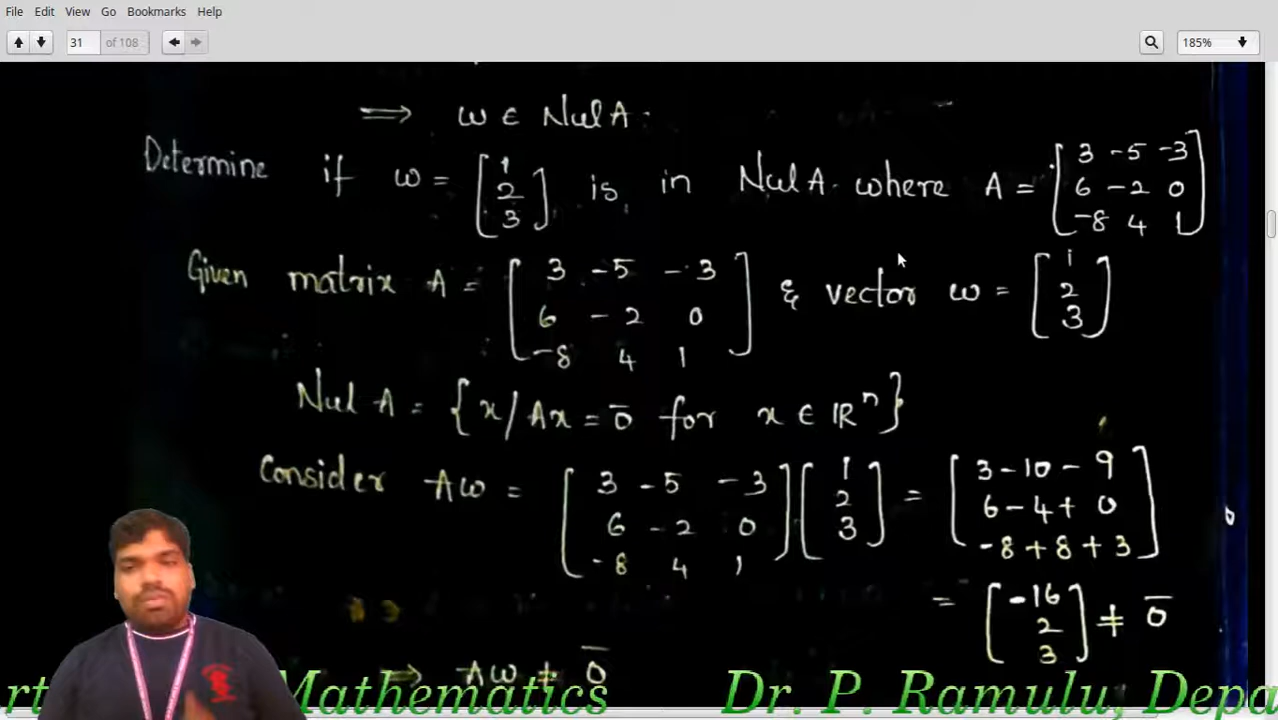 File Edit View Go Bookmarks Help
31 of 108 185%
⟹ w ∈ Nul A.
Determine if w = [1 2 3] is in Nul A. where A = [3 -5 -3; 6 -2 0; -8 4 1]
Given matrix A = [3 -5 -3; 6 -2 0; -8 4 1] & vector w = [1 2 3]
Nul A = {x/Ax = 0̄ for x ∈ ℝⁿ}
Consider Aw = [3 -5 -3; 6 -2 0; -8 4 1] [1 2 3] = [3-10-9; 6-4+0; -8+8+3]
= [-16; 2; 3] ≠ 0̄
⟹ Aw ≠ 0̄
Mathematics Dr. P. Ramulu, Depa